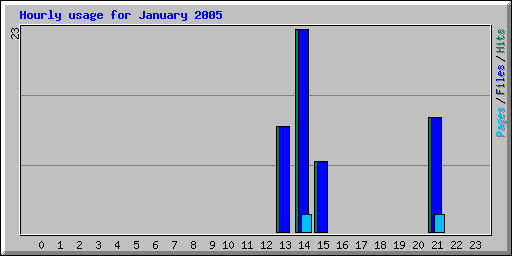 Hourly usage for January 2005
23
Pages/Files/Hits
0 1 2 3 4 5 6 7 8 9 10 11 12 13 14 15 16 17 18 19 20 21 22 23